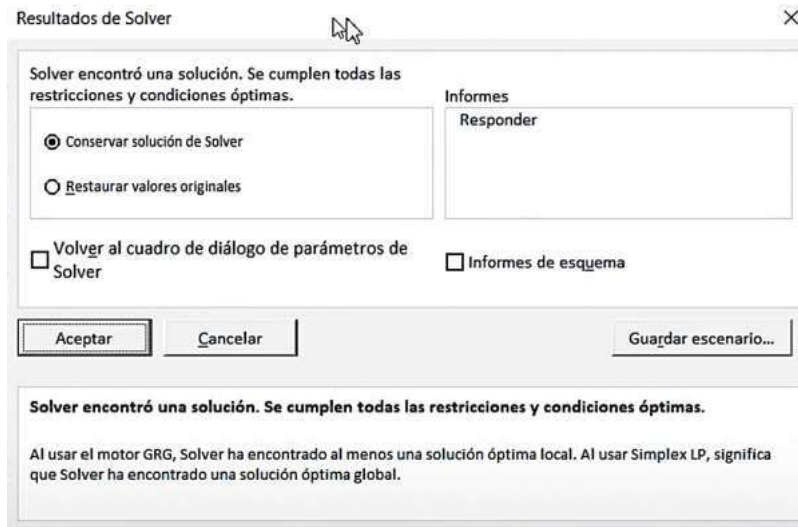 Resultados de Solver
Solver encontró una solución. Se cumplen todas las
restricciones y condiciones óptimas.
Informes
Responder
Conservar solución de Solver
Restaurar valores originales
Volver al cuadro de diálogo de parámetros de
Solver
Informes de esquema
Aceptar
Cancelar
Guardar escenario...
Solver encontró una solución. Se cumplen todas las restricciones y condiciones óptimas.
Al usar el motor GRG, Solver ha encontrado al menos una solución óptima local. Al usar Simplex LP, significa
que Solver ha encontrado una solución óptima global.